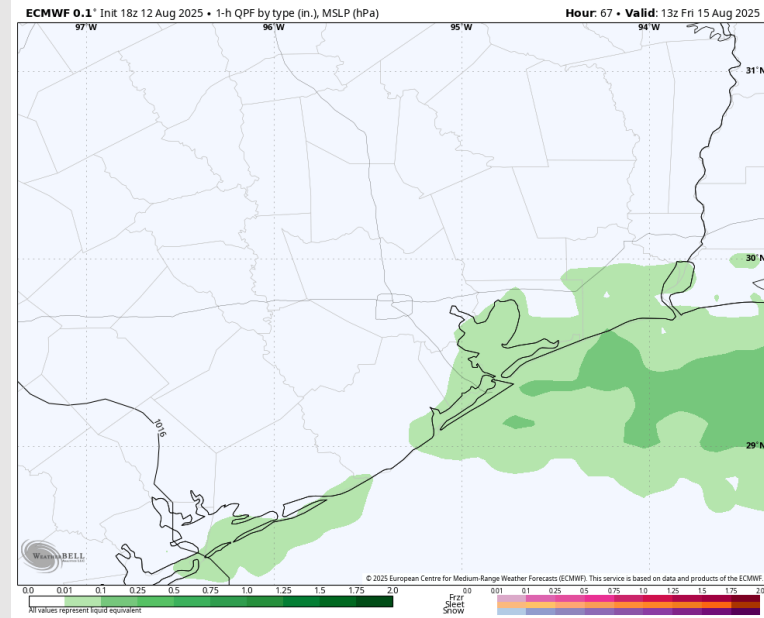 ECMWF 0.1° Init 18z 12 Aug 2025 • 1-h QPF by type (in.), MSLP (hPa)
Hour: 67 • Valid: 13z Fri 15 Aug 2025
97°W 96°W 95°W 94°W
31°N
30°N
1016
29°N
WEATHERBELL
© 2025 European Centre for Medium-Range Weather Forecasts (ECMWF). This service is based on data and products of the ECMWF.
0.0 0.01 0.1 0.25 0.5 0.75 1.0 1.25 1.5 1.75 2.0
All values represent liquid equivalent
0.0 001 0.1 0.25 0.5 0.75 1.0 1.25 1.5 1.75 2.0
Frzr
Sleet
Snow